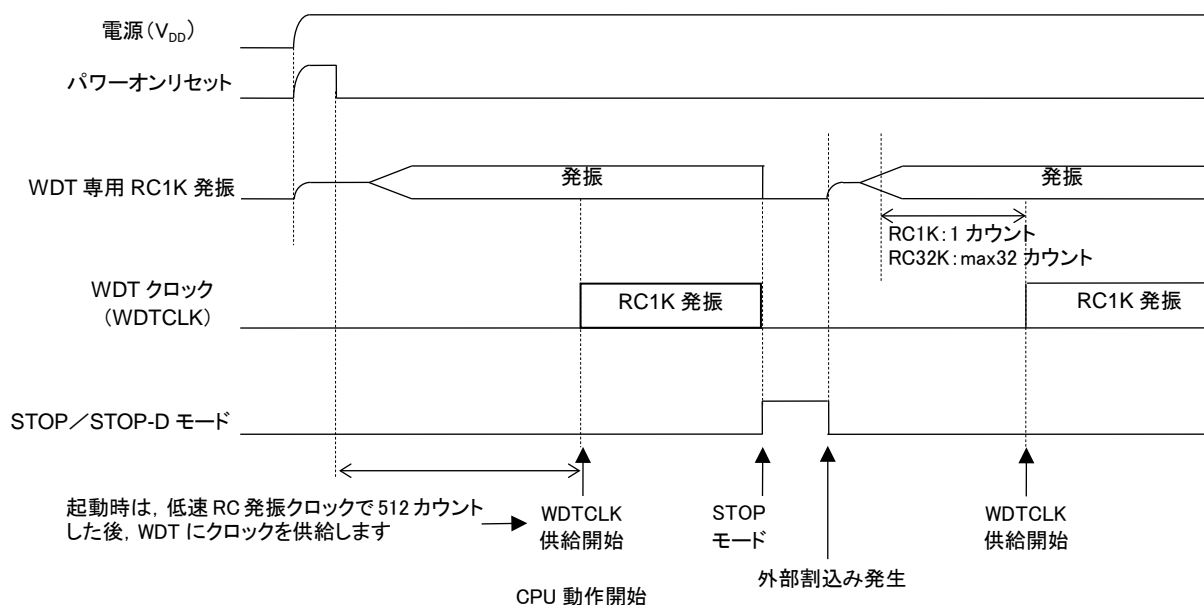 電源(VDD)
パワーオンリセット
WDT 専用 RC1K 発振
発振
発振
RC1K:1 カウント
RC32K:max32 カウント
WDT クロック
(WDTCLK)
RC1K 発振
RC1K 発振
STOP/STOP-D モード
起動時は,低速 RC 発振クロックで 512 カウント
した後,WDT にクロックを供給します
WDTCLK
供給開始
STOP
モード
WDTCLK
供給開始
外部割込み発生
CPU 動作開始